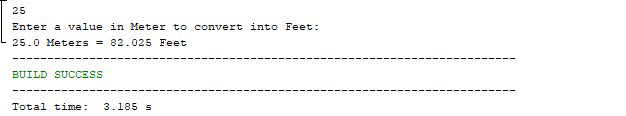 25
Enter a value in Meter to convert into Feet:
25.0 Meters = 82.025 Feet
------------------------------------------------------------------------
BUILD SUCCESS
------------------------------------------------------------------------
Total time:  3.185 s